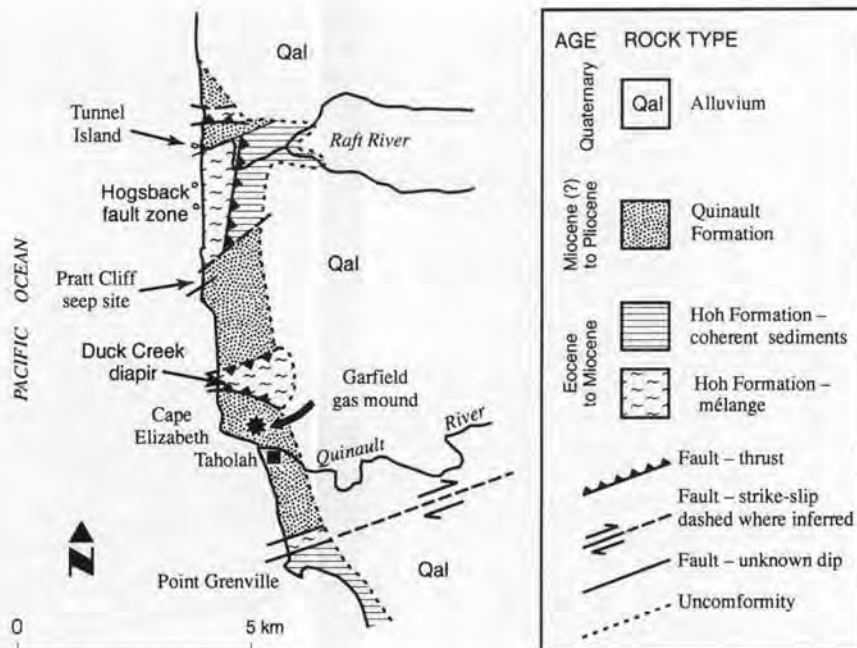 Qal
Tunnel
Island
Raft River
Hogsback
fault zone
Qal
PACIFIC OCEAN
Pratt Cliff
seep site
Duck Creek
diapir
Garfield
gas mound
Cape
Elizabeth
River
Quinault
Taholah
Point Grenville
Qal
N
0 5 km
AGE ROCK TYPE
Quaternary
Qal Alluvium
Miocene (?)
to Pliocene
Quinault
Formation
Eocene
to Miocene
Hoh Formation –
coherent sediments
Hoh Formation –
mélange
Fault – thrust
Fault – strike-slip
dashed where inferred
Fault – unknown dip
Uncomformity